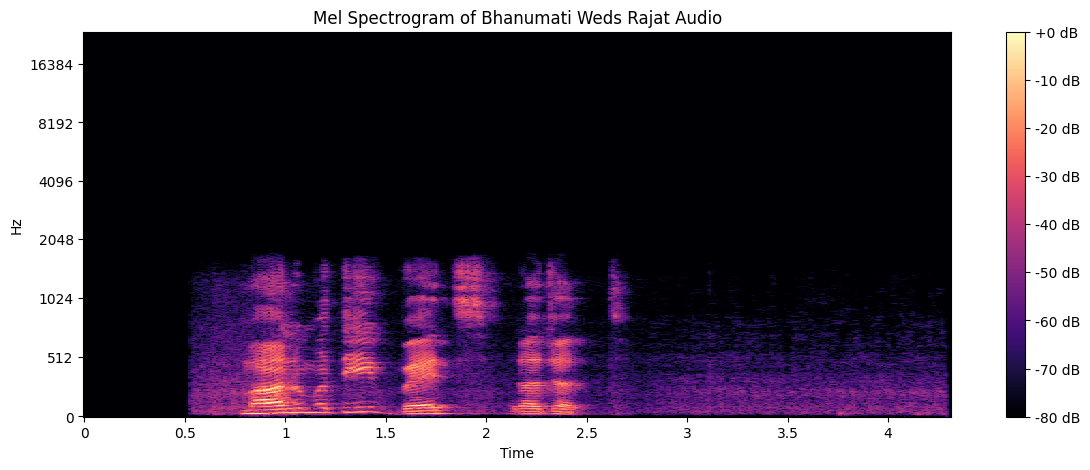 Mel Spectrogram of Bhanumati Weds Rajat Audio
+0 dB
16384
-10 dB
8192
-20 dB
-30 dB
4096
Hz
2048
-40 dB
1024
-50 dB
-60 dB
512
-70 dB
0
-80 dB
0 0.5 1 1.5 2 2.5 3 3.5 4
Time